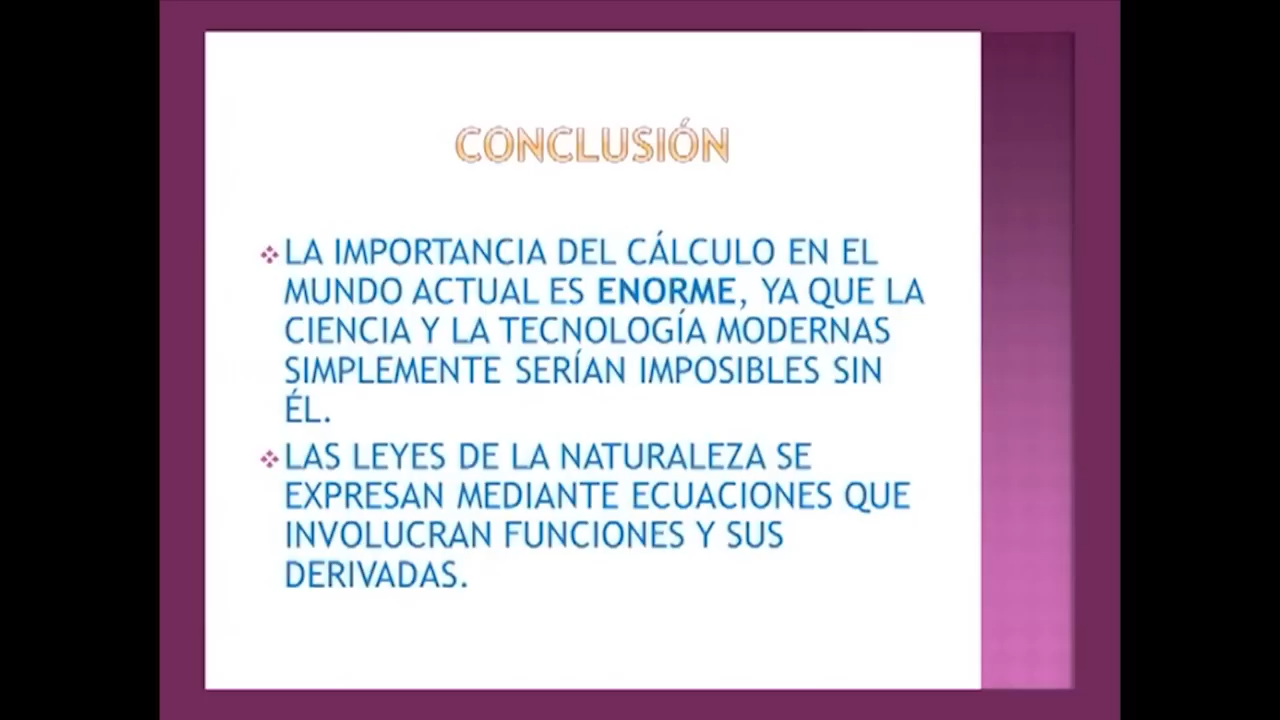 CONCLUSIÓN
❖LA IMPORTANCIA DEL CÁLCULO EN EL
MUNDO ACTUAL ES ENORME, YA QUE LA
CIENCIA Y LA TECNOLOGÍA MODERNAS
SIMPLEMENTE SERÍAN IMPOSIBLES SIN
ÉL.
❖LAS LEYES DE LA NATURALEZA SE
EXPRESAN MEDIANTE ECUACIONES QUE
INVOLUCRAN FUNCIONES Y SUS
DERIVADAS.